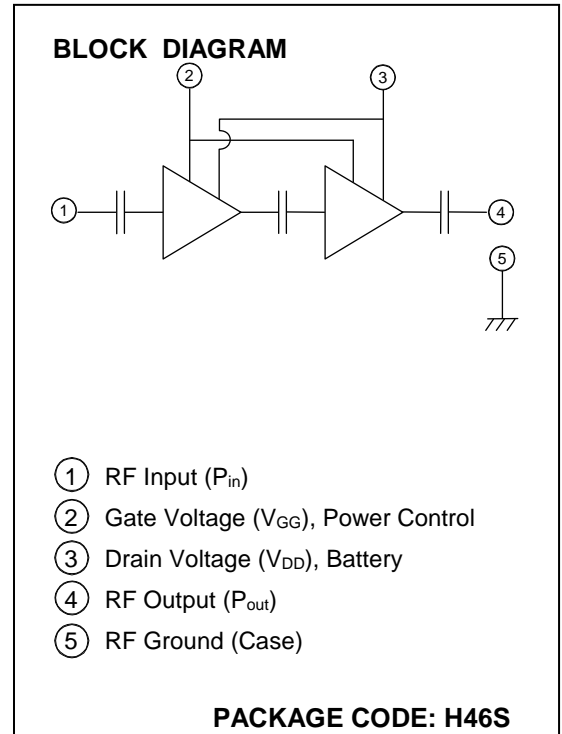 BLOCK DIAGRAM
2
3
1
4
5
1 RF Input (Pin)
2 Gate Voltage (VGG), Power Control
3 Drain Voltage (VDD), Battery
4 RF Output (Pout)
5 RF Ground (Case)
PACKAGE CODE: H46S